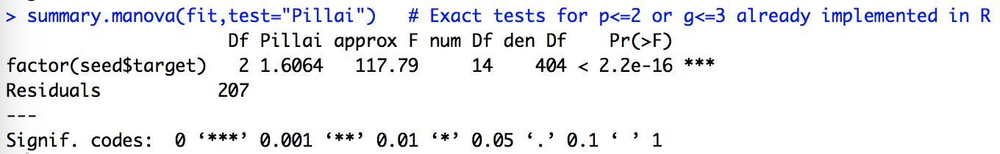 > summary.manova(fit,test="Pillai")   # Exact tests for p<=2 or g<=3 already implemented in R
                     Df Pillai approx F num Df den Df    Pr(>F)
factor(seed$target)   2 1.6064   117.79     14    404 < 2.2e-16 ***
Residuals           207
---
Signif. codes:  0 ‘***’ 0.001 ‘**’ 0.01 ‘*’ 0.05 ‘.’ 0.1 ‘ ’ 1